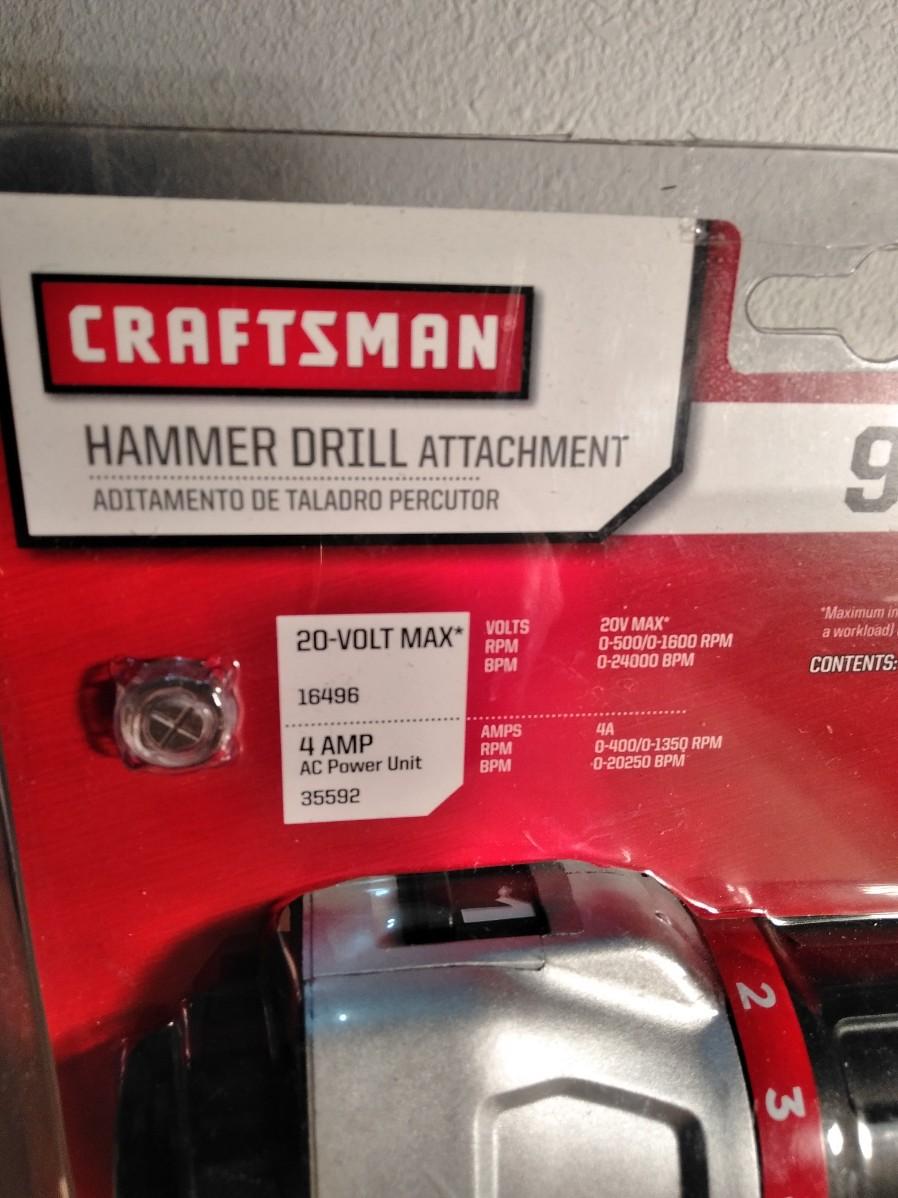 CRAFTSMAN
HAMMER DRILL ATTACHMENT
ADITAMENTO DE TALADRO PERCUTOR
9
20-VOLT MAX*
16496
VOLTS 20V MAX*
RPM 0-500/0-1600 RPM
BPM 0-24000 BPM
4 AMP
AC Power Unit
35592
AMPS 4A
RPM 0-400/0-1350 RPM
BPM 0-20250 BPM
*Maximum in
a workload)
CONTENTS:
1
2
3